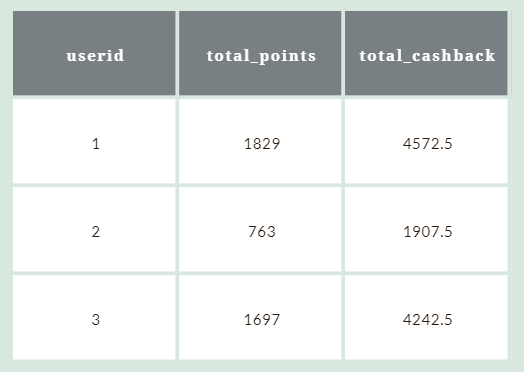 userid total_points total_cashback
1 1829 4572.5
2 763 1907.5
3 1697 4242.5